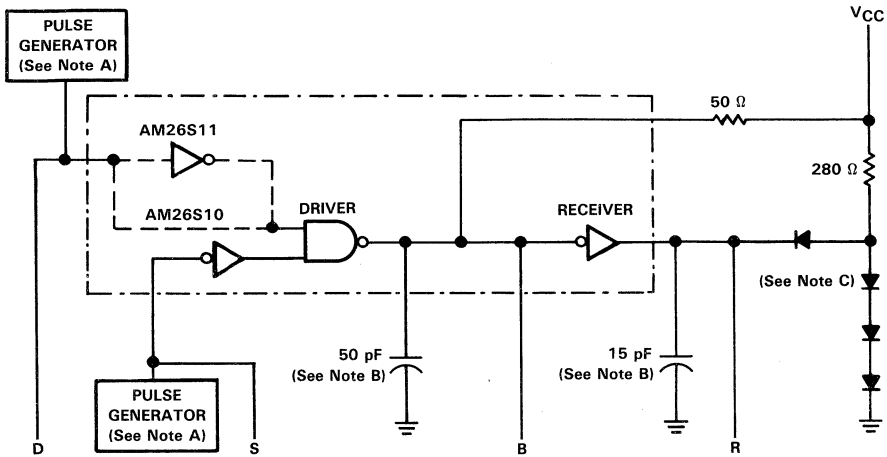 PULSE
GENERATOR
(See Note A)
VCC
50 Ω
AM26S11
280 Ω
AM26S10
DRIVER
RECEIVER
(See Note C)
50 pF
(See Note B)
15 pF
(See Note B)
PULSE
GENERATOR
(See Note A)
D
S
B
R